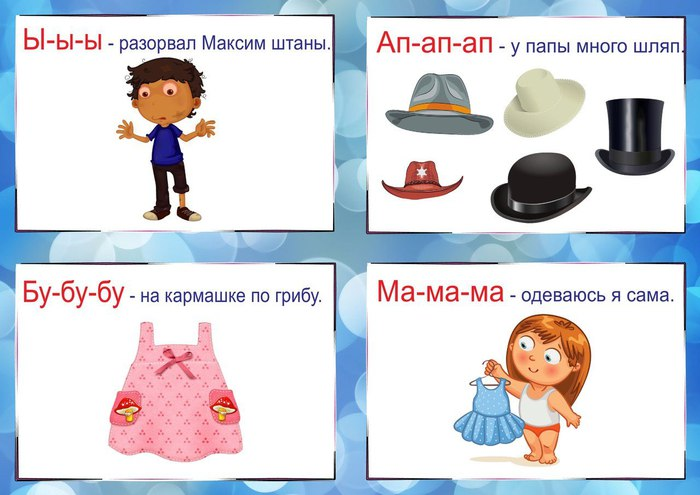 Ы-ы-ы - разорвал Максим штаны.
Ап-ап-ап - у папы много шляп.
Бу-бу-бу - на кармашке по грибу.
Ма-ма-ма - одеваюсь я сама.